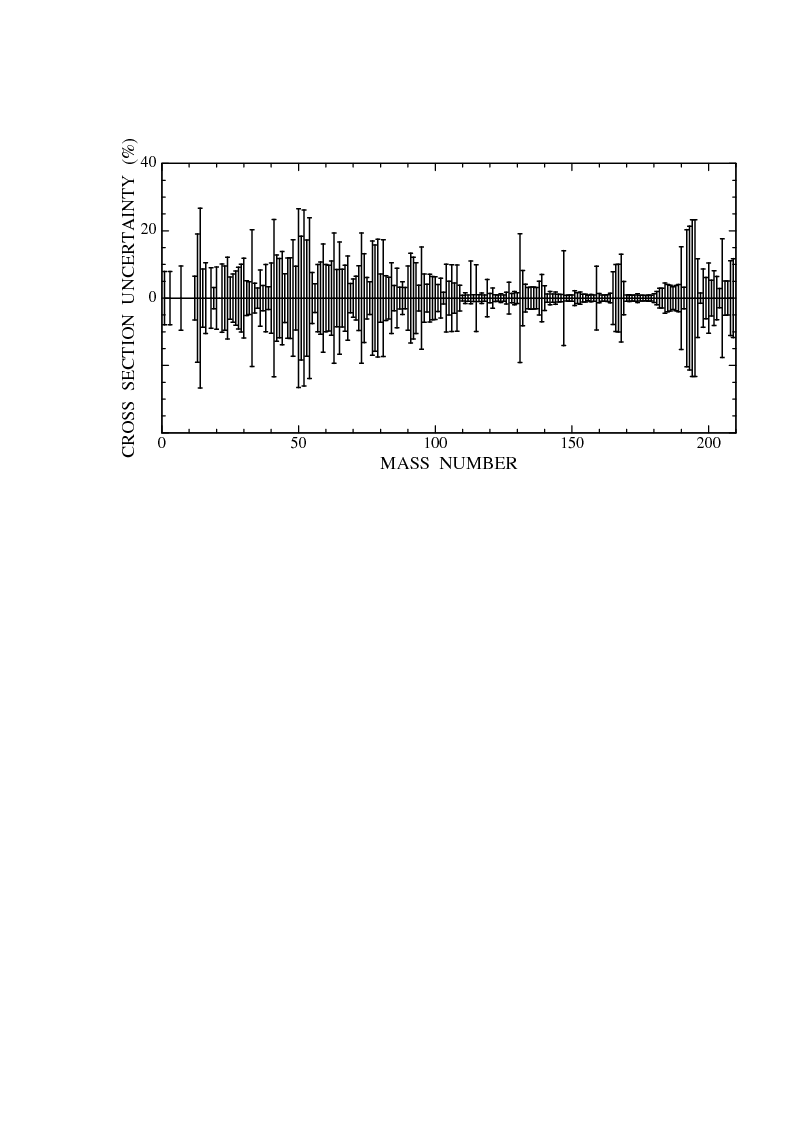 CROSS SECTION UNCERTAINTY (%)
40
20
0
0 50 100 150 200
MASS NUMBER